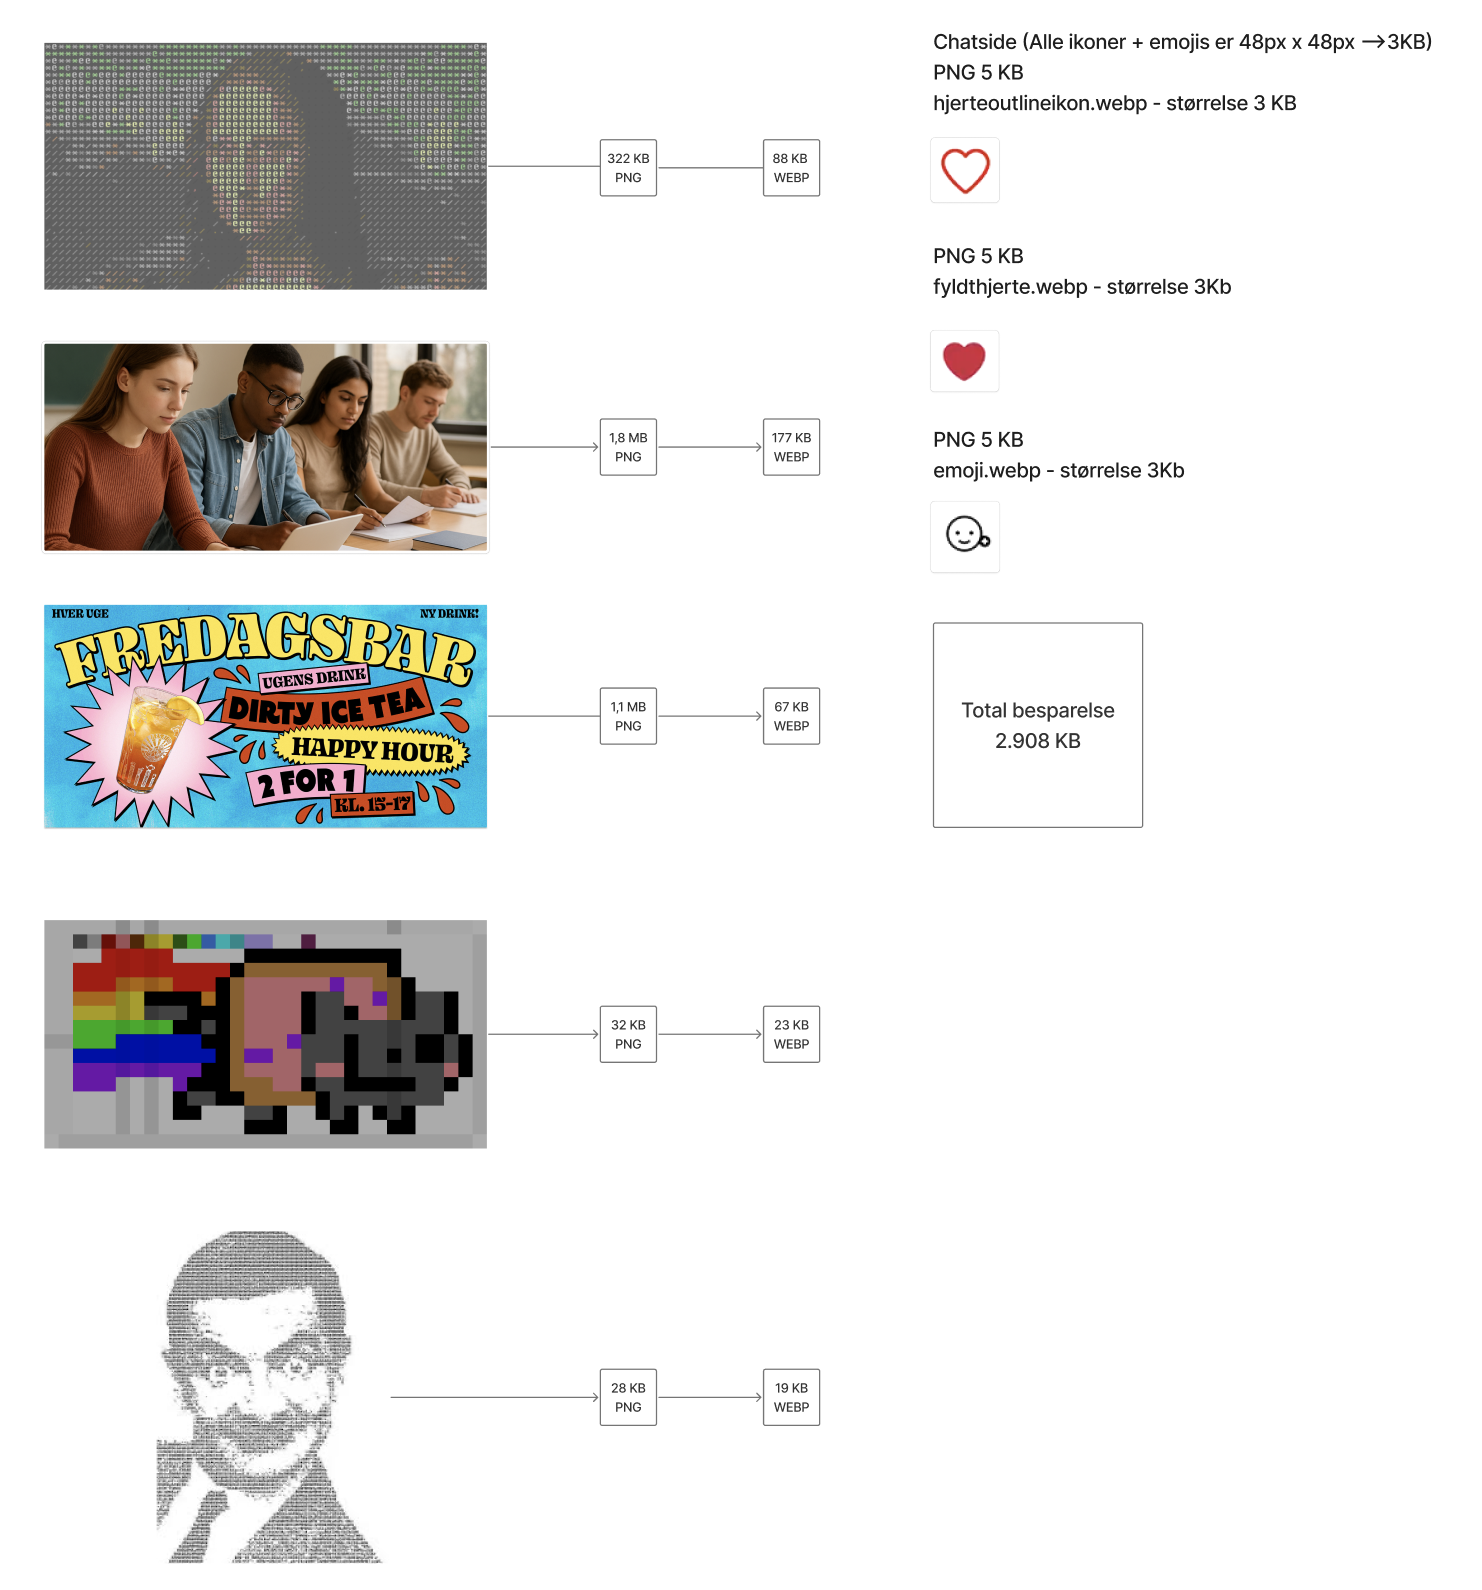 Chatside (Alle ikoner + emojis er 48px x 48px —>3KB)
PNG 5 KB
hjerteoutlineikon.webp - størrelse 3 KB
322 KB
PNG
88 KB
WEBP
PNG 5 KB
fyldthjerte.webp - størrelse 3Kb
1,8 MB
PNG
177 KB
WEBP
PNG 5 KB
emoji.webp - størrelse 3Kb
HVER UGE
NY DRINK!
FREDAGSBAR
UGENS DRINK
DIRTY ICE TEA
HAPPY HOUR
2 FOR 1
KL. 15-17
1,1 MB
PNG
67 KB
WEBP
Total besparelse
2.908 KB
32 KB
PNG
23 KB
WEBP
28 KB
PNG
19 KB
WEBP